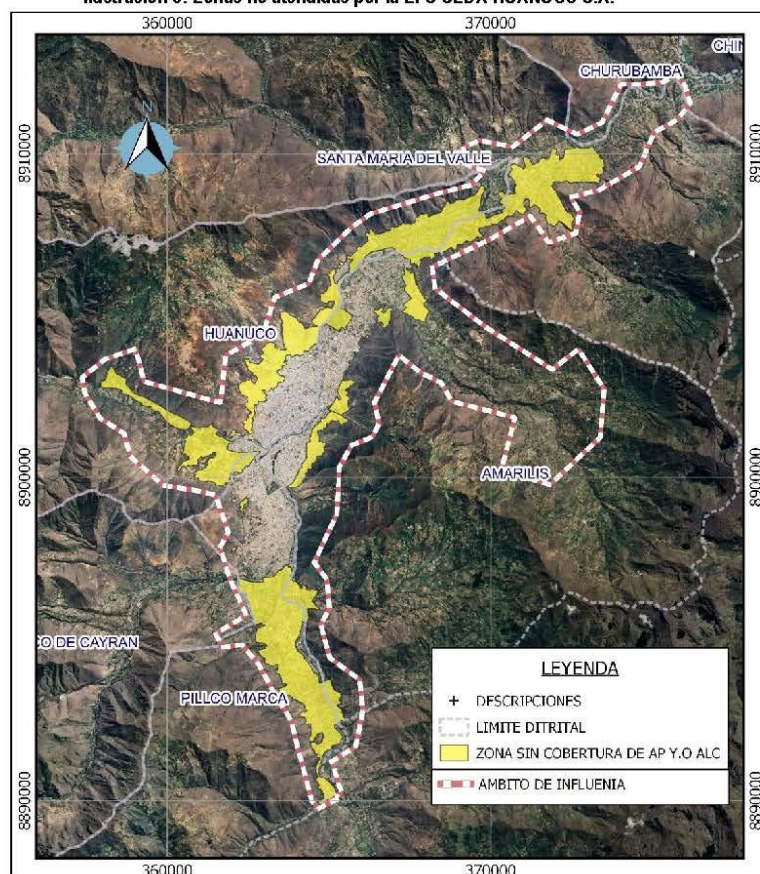 360000 370000
CHURUBAMBA
N
8910000 8910000
SANTA MARIA DEL VALLE
HUANUCO
8900000 8900000
AMARILIS
CO DE CAYRAN
PILLCO MARCA
LEYENDA
+ DESCRIPCIONES
LIMITE DITRITAL
ZONA SIN COBERTURA DE AP Y.O ALC
AMBITO DE INFLUENIA
8890000 8890000
360000 370000